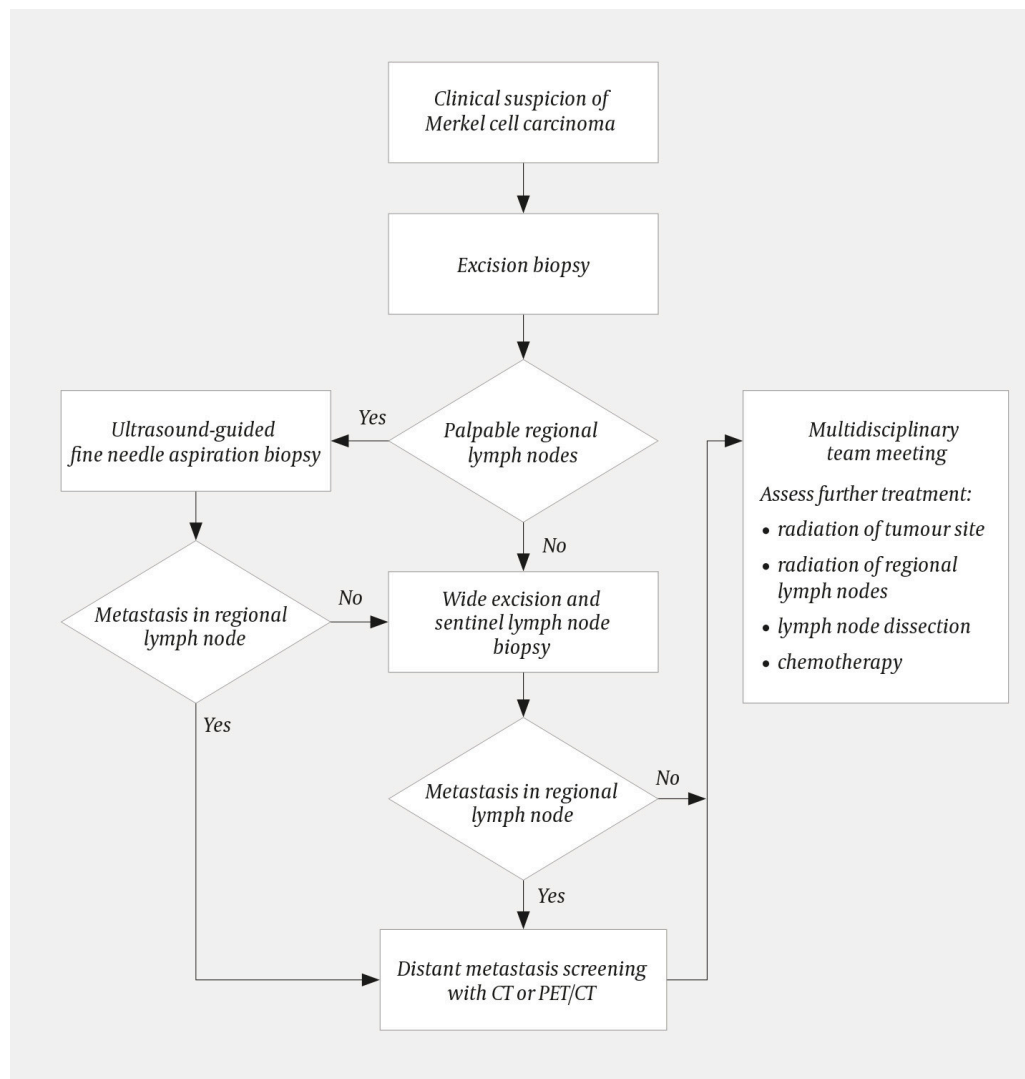 Clinical suspicion of
Merkel cell carcinoma
Excision biopsy
Palpable regional
lymph nodes
Yes
No
Ultrasound-guided
fine needle aspiration biopsy
Metastasis in regional
lymph node
No
Yes
Wide excision and
sentinel lymph node
biopsy
Metastasis in regional
lymph node
No
Yes
Distant metastasis screening
with CT or PET/CT
Multidisciplinary
team meeting
Assess further treatment:
• radiation of tumour site
• radiation of regional
lymph nodes
• lymph node dissection
• chemotherapy